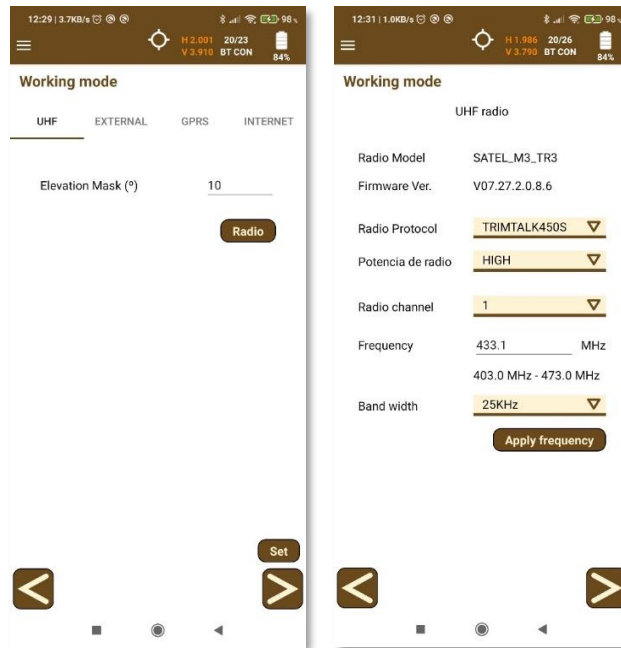 12:29 | 3.7KB/s
98
H 2.001 20/23
V 3.910 BT CON
84%
Working mode
UHF EXTERNAL GPRS INTERNET
Elevation Mask (º) 10
Radio
Set
12:31 | 1.0KB/s
98
H 1.986 20/26
V 3.790 BT CON
84%
Working mode
UHF radio
Radio Model SATEL_M3_TR3
Firmware Ver. V07.27.2.0.8.6
Radio Protocol TRIMTALK450S
Potencia de radio HIGH
Radio channel 1
Frequency 433.1 MHz
403.0 MHz - 473.0 MHz
Band width 25KHz
Apply frequency